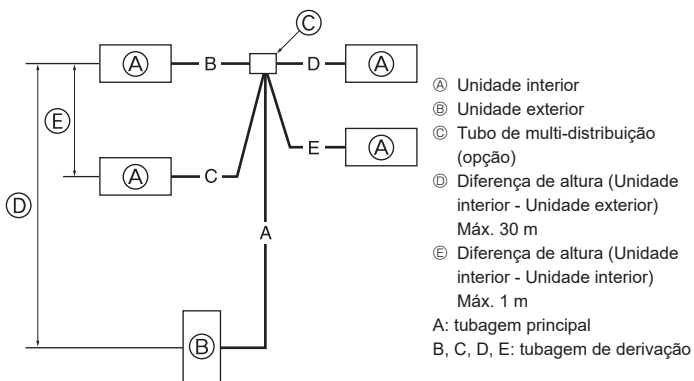 Ⓒ
Ⓐ B D Ⓐ
Ⓔ
E Ⓐ
Ⓐ C
Ⓓ
A
Ⓑ
Ⓐ Unidade interior
Ⓑ Unidade exterior
Ⓒ Tubo de multi-distribuição
(opção)
Ⓓ Diferença de altura (Unidade
interior - Unidade exterior)
Máx. 30 m
Ⓔ Diferença de altura (Unidade
interior - Unidade interior)
Máx. 1 m
A: tubagem principal
B, C, D, E: tubagem de derivação